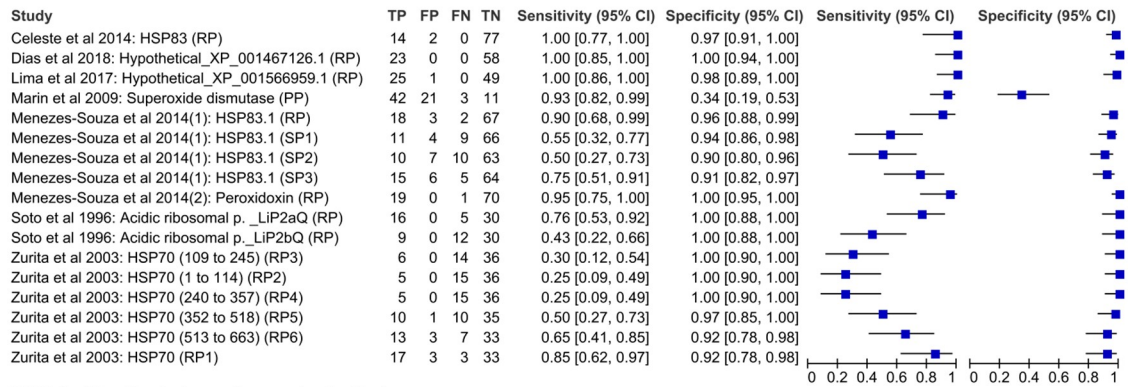 Study TP FP FN TN Sensitivity (95% CI) Specificity (95% CI) Sensitivity (95% CI) Specificity (95% CI)
Celeste et al 2014: HSP83 (RP) 14 2 0 77 1.00 [0.77, 1.00] 0.97 [0.91, 1.00]
Dias et al 2018: Hypothetical_XP_001467126.1 (RP) 23 0 0 58 1.00 [0.85, 1.00] 1.00 [0.94, 1.00]
Lima et al 2017: Hypothetical_XP_001566959.1 (RP) 25 1 0 49 1.00 [0.86, 1.00] 0.98 [0.89, 1.00]
Marin et al 2009: Superoxide dismutase (PP) 42 21 3 11 0.93 [0.82, 0.99] 0.34 [0.19, 0.53]
Menezes-Souza et al 2014(1): HSP83.1 (RP) 18 3 2 67 0.90 [0.68, 0.99] 0.96 [0.88, 0.99]
Menezes-Souza et al 2014(1): HSP83.1 (SP1) 11 4 9 66 0.55 [0.32, 0.77] 0.94 [0.86, 0.98]
Menezes-Souza et al 2014(1): HSP83.1 (SP2) 10 7 10 63 0.50 [0.27, 0.73] 0.90 [0.80, 0.96]
Menezes-Souza et al 2014(1): HSP83.1 (SP3) 15 6 5 64 0.75 [0.51, 0.91] 0.91 [0.82, 0.97]
Menezes-Souza et al 2014(2): Peroxidoxin (RP) 19 0 1 70 0.95 [0.75, 1.00] 1.00 [0.95, 1.00]
Soto et al 1996: Acidic ribosomal p. _LiP2aQ (RP) 16 0 5 30 0.76 [0.53, 0.92] 1.00 [0.88, 1.00]
Soto et al 1996: Acidic ribosomal p._LiP2bQ (RP) 9 0 12 30 0.43 [0.22, 0.66] 1.00 [0.88, 1.00]
Zurita et al 2003: HSP70 (109 to 245) (RP3) 6 0 14 36 0.30 [0.12, 0.54] 1.00 [0.90, 1.00]
Zurita et al 2003: HSP70 (1 to 114) (RP2) 5 0 15 36 0.25 [0.09, 0.49] 1.00 [0.90, 1.00]
Zurita et al 2003: HSP70 (240 to 357) (RP4) 5 0 15 36 0.25 [0.09, 0.49] 1.00 [0.90, 1.00]
Zurita et al 2003: HSP70 (352 to 518) (RP5) 10 1 10 35 0.50 [0.27, 0.73] 0.97 [0.85, 1.00]
Zurita et al 2003: HSP70 (513 to 663) (RP6) 13 3 7 33 0.65 [0.41, 0.85] 0.92 [0.78, 0.98]
Zurita et al 2003: HSP70 (RP1) 17 3 3 33 0.85 [0.62, 0.97] 0.92 [0.78, 0.98]
0 0.2 0.4 0.6 0.8 1 0 0.2 0.4 0.6 0.8 1